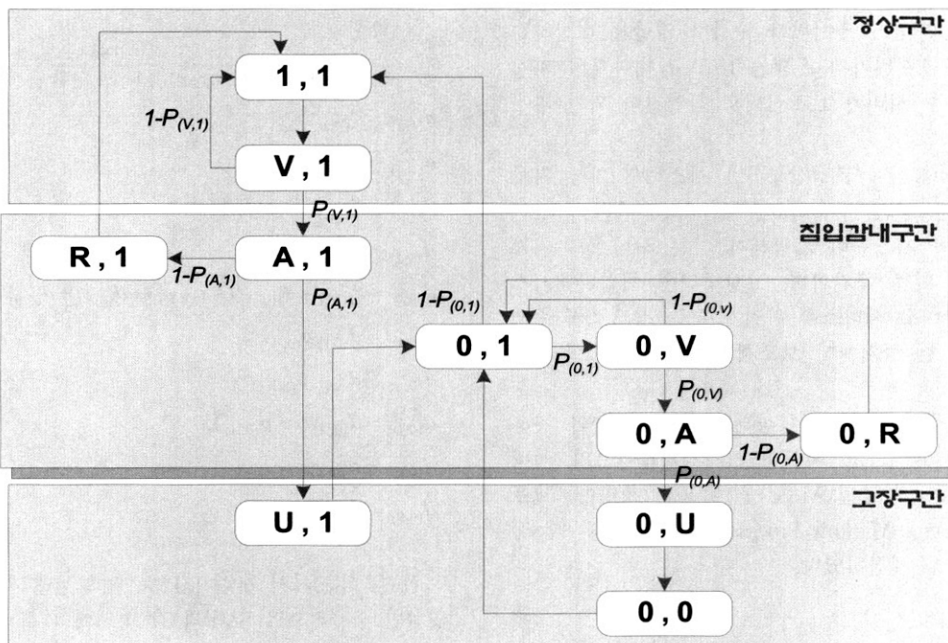 정상구간
1 , 1
1-P(V,1)
V , 1
P(V,1)
침입감내구간
R , 1
A , 1
1-P(A,1)
P(A,1)
1-P(0,1)
1-P(0,v)
0 , 1
0 , V
P(0,1)
P(0,V)
0 , A
0 , R
1-P(0,A)
P(0,A)
고장구간
U , 1
0 , U
0 , 0